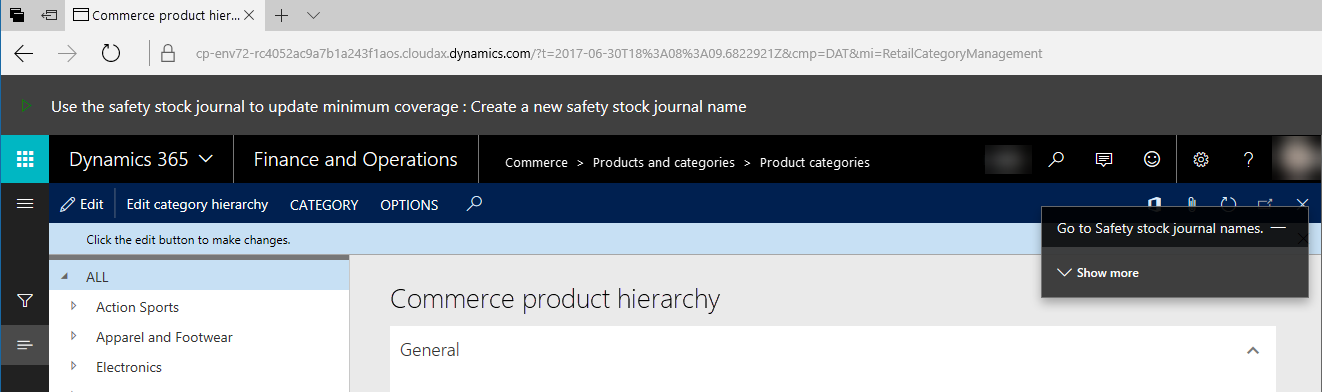 Commerce product hier...
cp-env72-rc4052ac9a7b1a243f1aos.cloudax.dynamics.com/?t=2017-06-30T18%3A08%3A09.6822921Z&cmp=DAT&mi=RetailCategoryManagement
Use the safety stock journal to update minimum coverage : Create a new safety stock journal name
Dynamics 365 Finance and Operations Commerce > Products and categories > Product categories ?
Edit Edit category hierarchy CATEGORY OPTIONS
Go to Safety stock journal names.
Click the edit button to make changes.
Show more
ALL
Action Sports
Apparel and Footwear
Electronics
Commerce product hierarchy
General